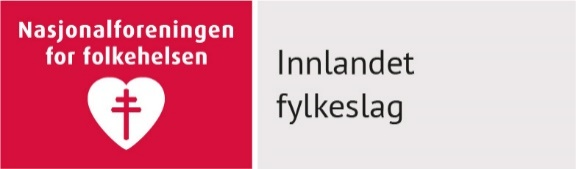 Nasjonalforeningen
for folkehelsen
Innlandet
fylkeslag